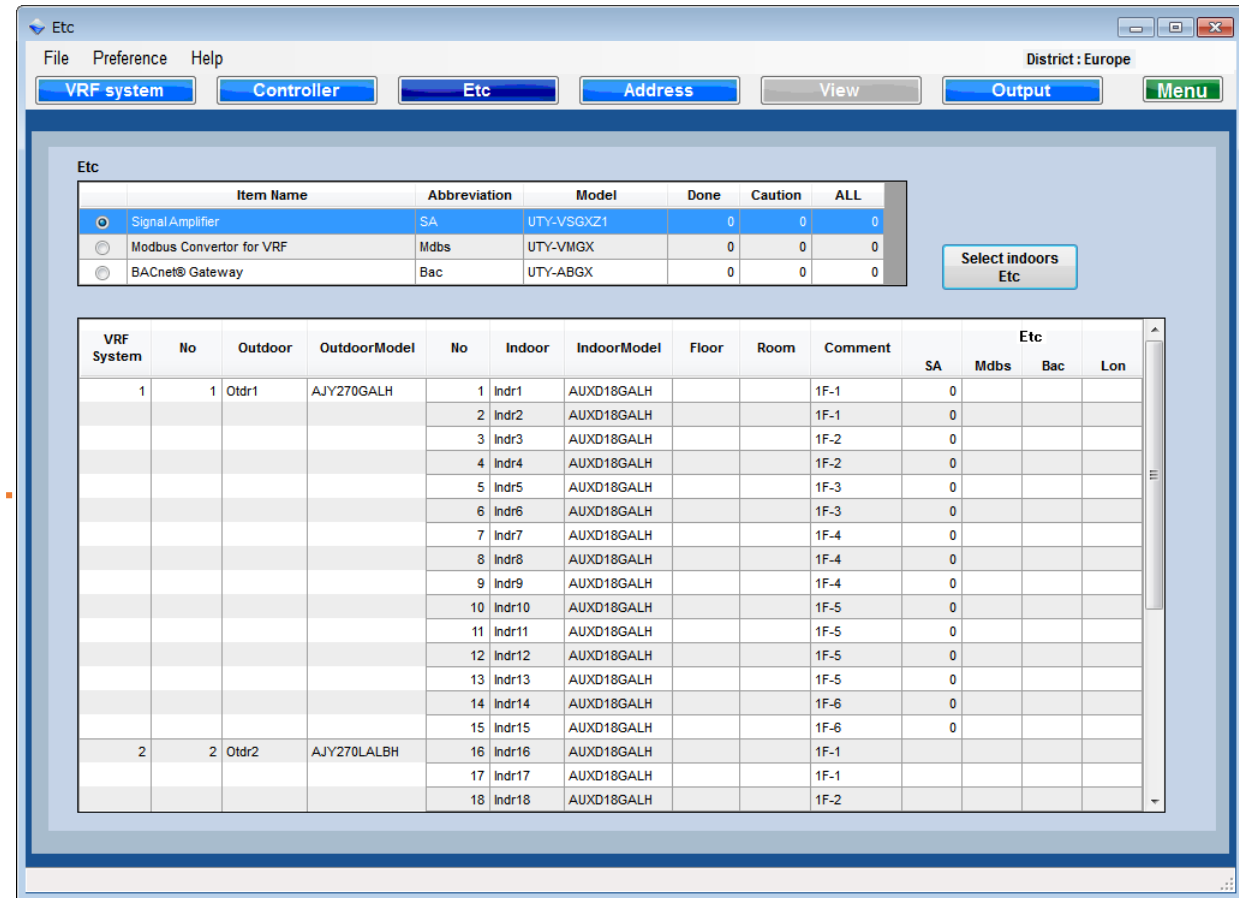 Etc
File Preference Help District : Europe
VRF system Controller Etc Address View Output Menu
Etc
Item Name Abbreviation Model Done Caution ALL
Signal Amplifier SA UTY-VSGXZ1 0 0 0
Modbus Convertor for VRF Mdbs UTY-VMGX 0 0 0
BACnet® Gateway Bac UTY-ABGX 0 0 0
Select indoors
Etc
VRF System No Outdoor OutdoorModel No Indoor IndoorModel Floor Room Comment Etc
SA Mdbs Bac Lon
1 1 Otdr1 AJY270GALH 1 Indr1 AUXD18GALH 1F-1 0
2 Indr2 AUXD18GALH 1F-1 0
3 Indr3 AUXD18GALH 1F-2 0
4 Indr4 AUXD18GALH 1F-2 0
5 Indr5 AUXD18GALH 1F-3 0
6 Indr6 AUXD18GALH 1F-3 0
7 Indr7 AUXD18GALH 1F-4 0
8 Indr8 AUXD18GALH 1F-4 0
9 Indr9 AUXD18GALH 1F-4 0
10 Indr10 AUXD18GALH 1F-5 0
11 Indr11 AUXD18GALH 1F-5 0
12 Indr12 AUXD18GALH 1F-5 0
13 Indr13 AUXD18GALH 1F-5 0
14 Indr14 AUXD18GALH 1F-6 0
15 Indr15 AUXD18GALH 1F-6 0
2 2 Otdr2 AJY270LALBH 16 Indr16 AUXD18GALH 1F-1
17 Indr17 AUXD18GALH 1F-1
18 Indr18 AUXD18GALH 1F-2